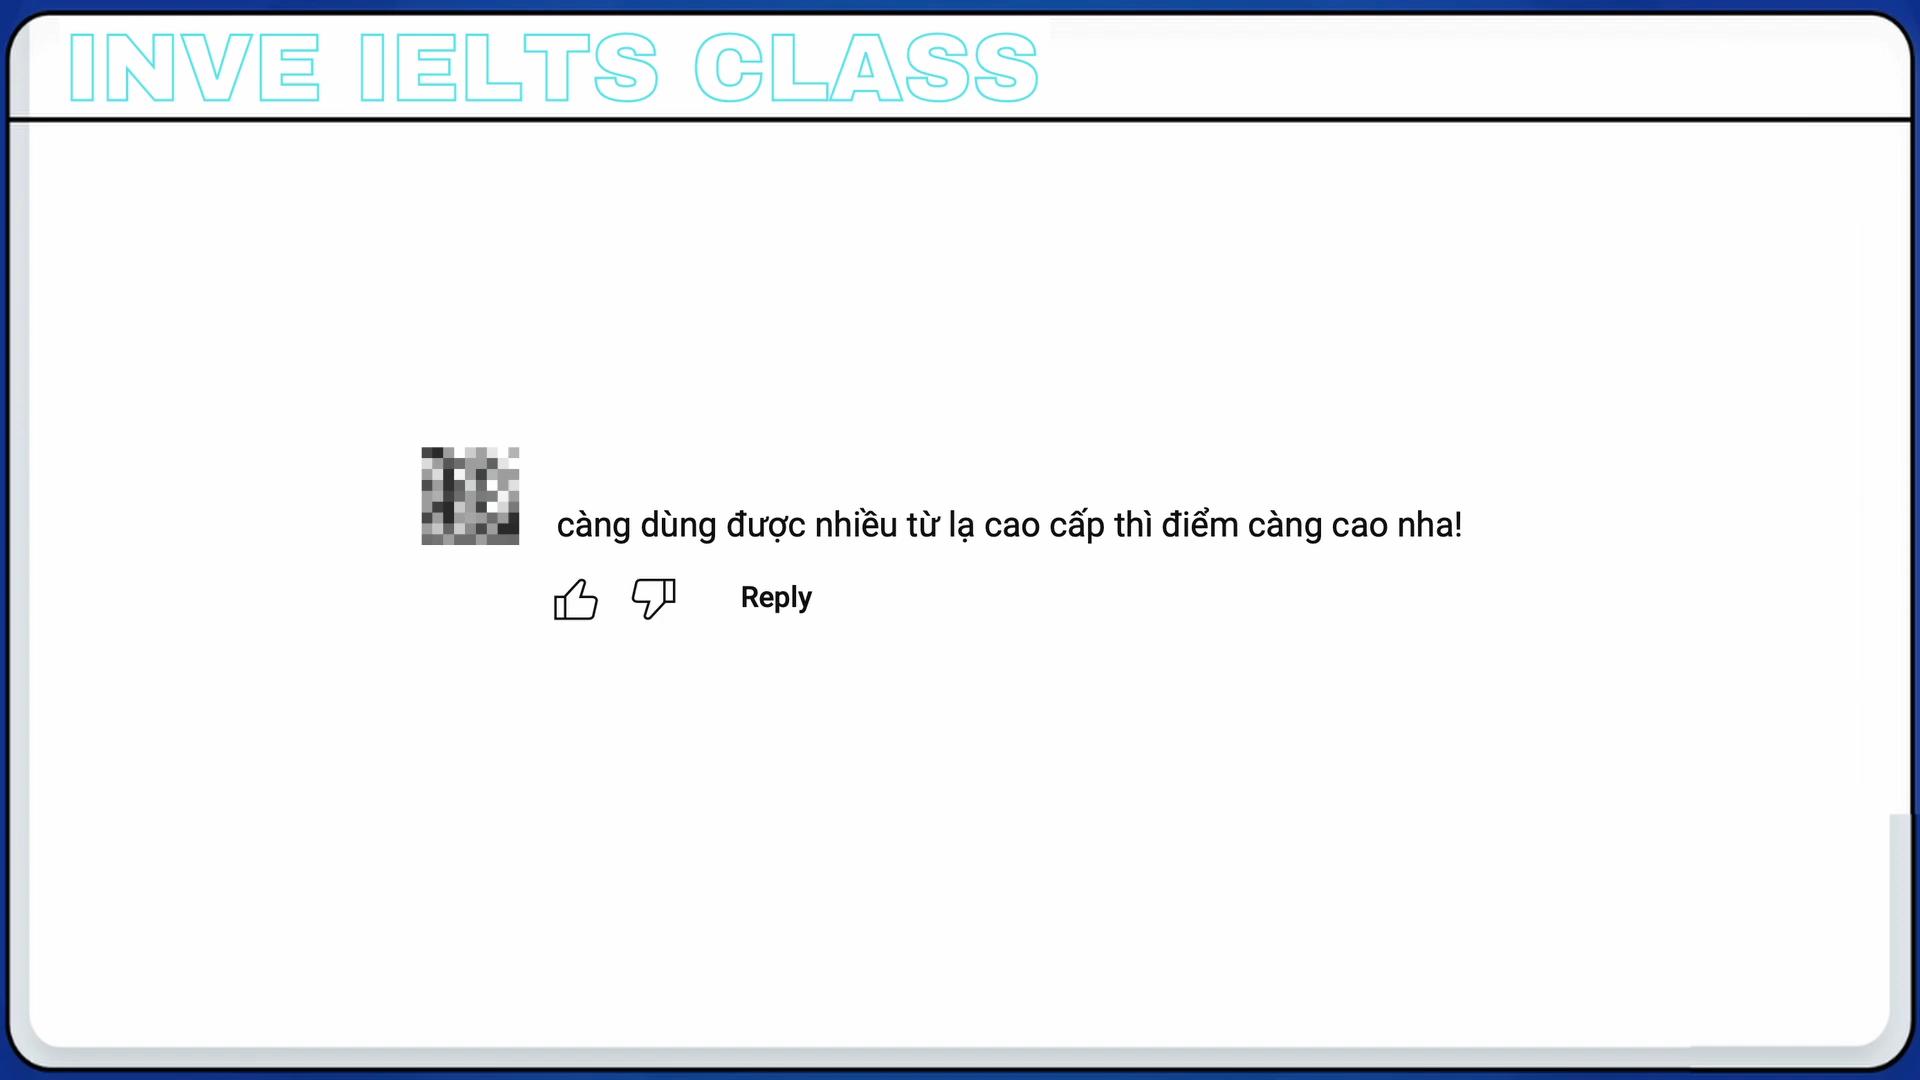 INVE IELTS CLASS
càng dùng được nhiều từ lạ cao cấp thì điểm càng cao nha!
Reply